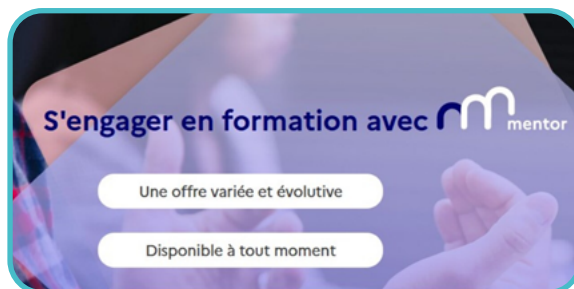 S'engager en formation avec mentor
Une offre variée et évolutive
Disponible à tout moment